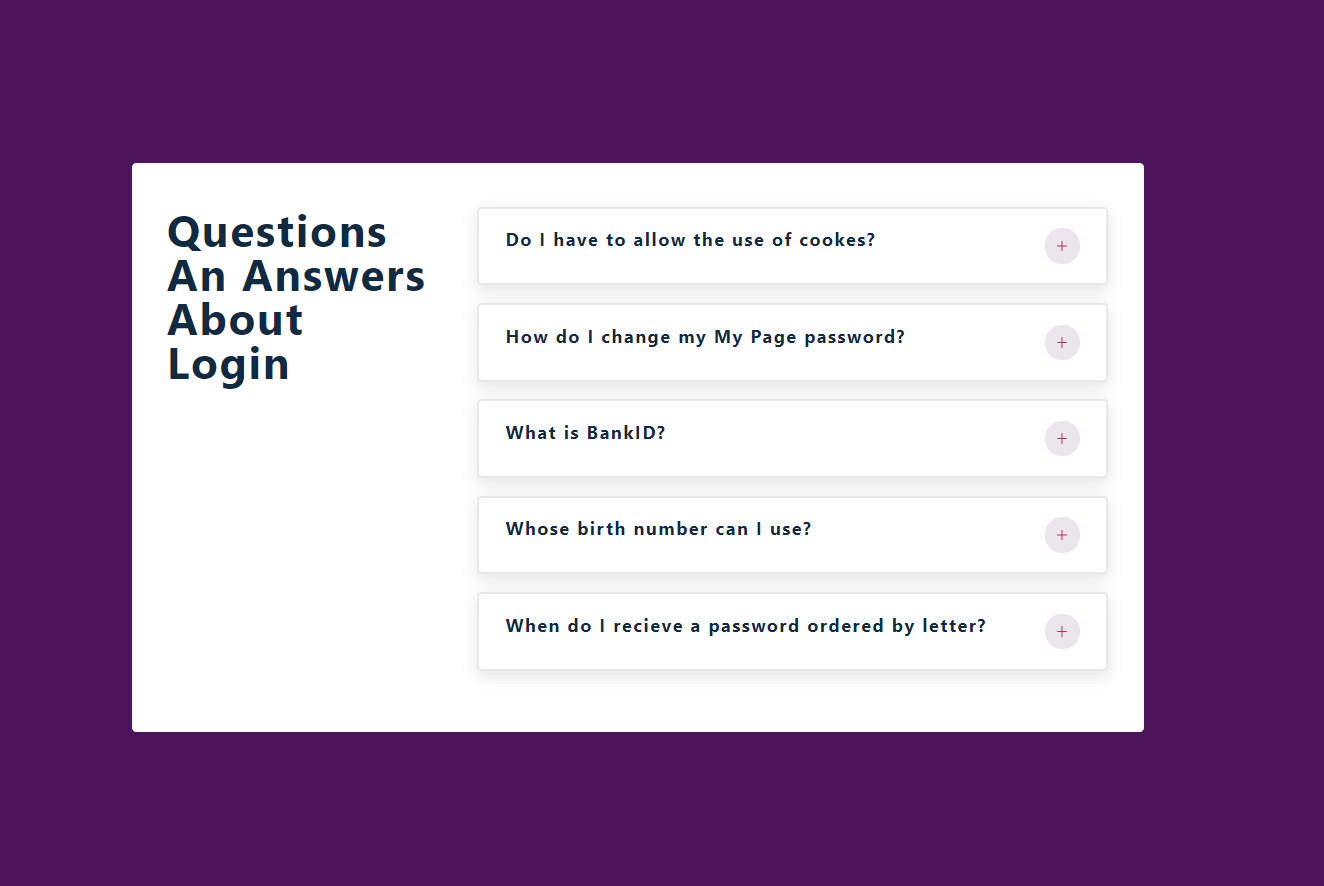 Questions
An Answers
About
Login
Do I have to allow the use of cookes?
How do I change my My Page password?
What is BankID?
Whose birth number can I use?
When do I recieve a password ordered by letter?